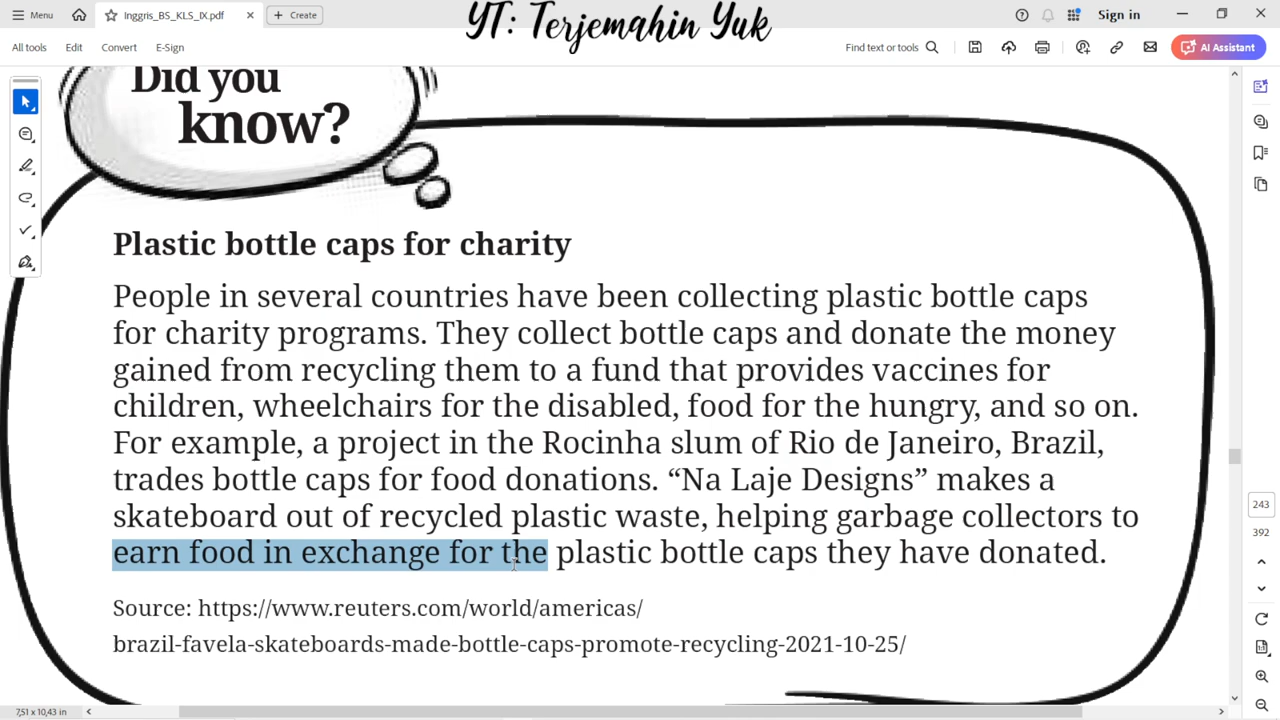 YT: Terjemahin Yuk
Menu
Inggris_BS_KLS_IX.pdf
Create
Sign in
All tools
Edit
Convert
E-Sign
Find text or tools
AI Assistant
Did you
know?
Plastic bottle caps for charity
People in several countries have been collecting plastic bottle caps
for charity programs. They collect bottle caps and donate the money
gained from recycling them to a fund that provides vaccines for
children, wheelchairs for the disabled, food for the hungry, and so on.
For example, a project in the Rocinha slum of Rio de Janeiro, Brazil,
trades bottle caps for food donations. “Na Laje Designs” makes a
skateboard out of recycled plastic waste, helping garbage collectors to
earn food in exchange for the plastic bottle caps they have donated.
Source: https://www.reuters.com/world/americas/
brazil-favela-skateboards-made-bottle-caps-promote-recycling-2021-10-25/
243
392
7,51 x 10,43 in